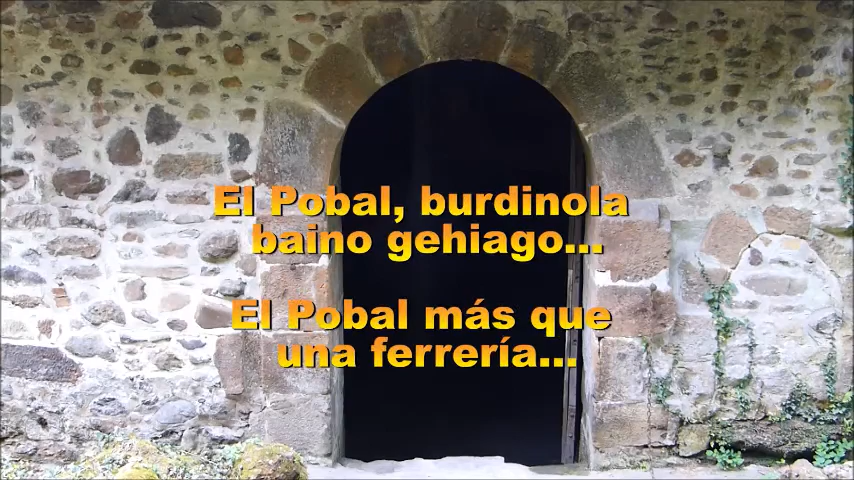 El Pobal, burdinola
baino gehiago...
El Pobal más que
una ferrería...